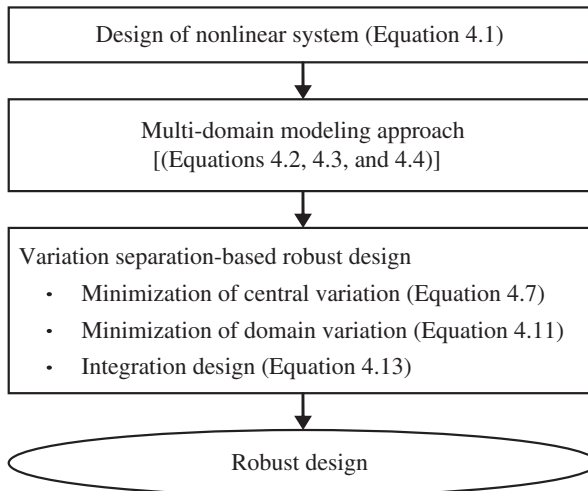 Design of nonlinear system (Equation 4.1)
Multi-domain modeling approach
[(Equations 4.2, 4.3, and 4.4)]
Variation separation-based robust design
· Minimization of central variation (Equation 4.7)
· Minimization of domain variation (Equation 4.11)
· Integration design (Equation 4.13)
Robust design